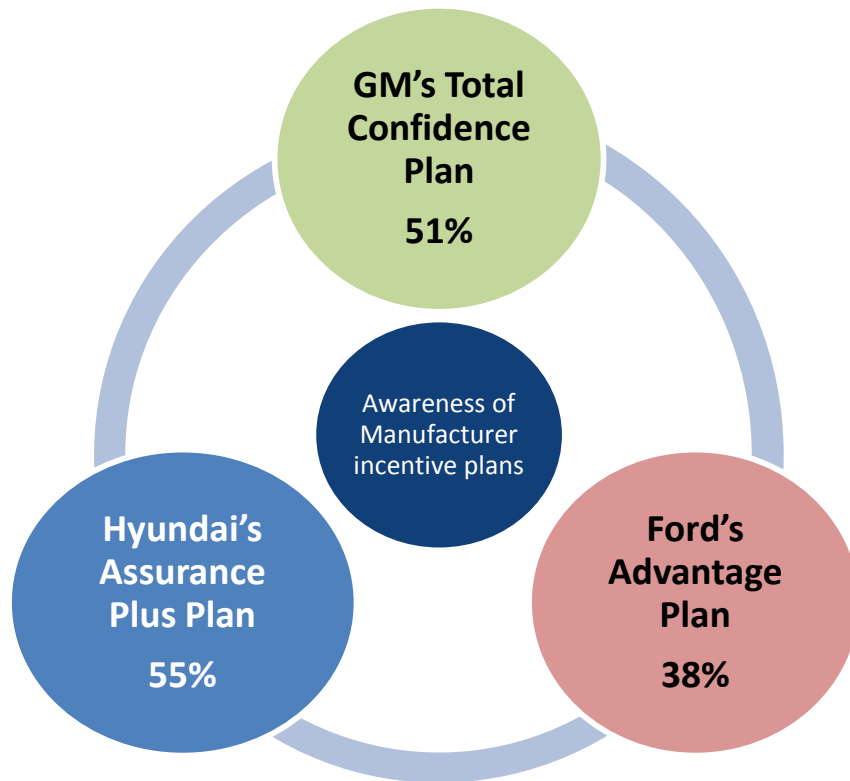 GM’s Total
Confidence
Plan
51%
Awareness of
Manufacturer
incentive plans
Hyundai’s
Assurance
Plus Plan
55%
Ford’s
Advantage
Plan
38%